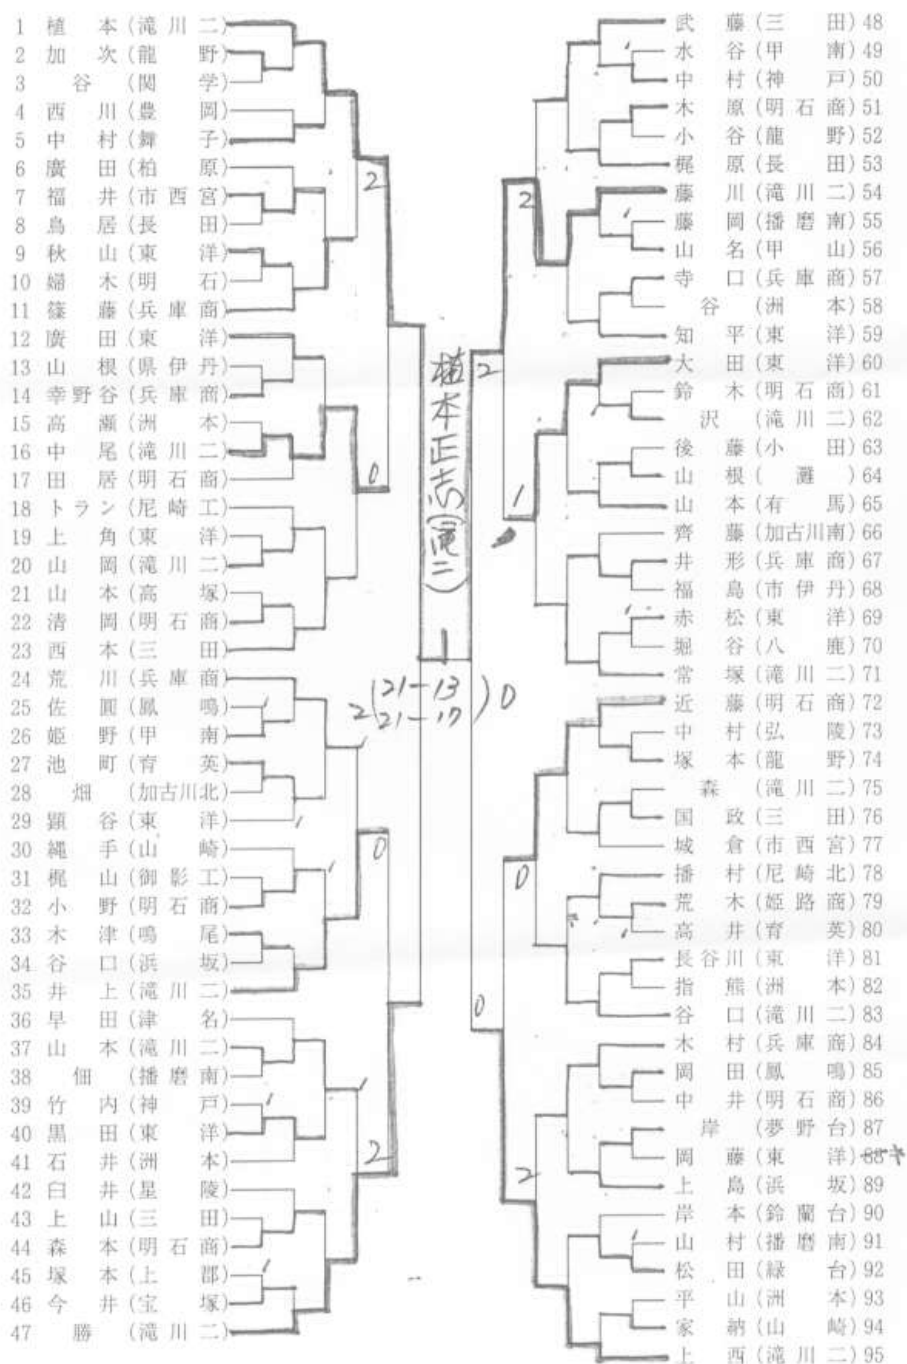 1 植本(滝川二)
2 加次(龍野)
3 谷(関学)
4 西川(豊岡)
5 中村(舞子)
6 廣田(柏原)
7 福井(市西宮)
8 鳥居(長田)
9 秋山(東洋)
10 婦木(明石)
11 篠藤(兵庫商)
12 廣田(東洋)
13 山根(県伊丹)
14 幸野谷(兵庫商)
15 高瀬(洲本)
16 中尾(滝川二)
17 田居(明石商)
18 トラン(尼崎工)
19 上角(東洋)
20 山岡(滝川二)
21 山本(高塚)
22 清岡(明石商)
23 西本(三田)
24 荒川(兵庫商)
25 佐圓(鳳鳴)
26 姫野(甲南)
27 池町(育英)
28 畑(加古川北)
29 顕谷(東洋)
30 縄手(山崎)
31 梶山(御影工)
32 小野(明石商)
33 木津(鳴尾)
34 谷口(浜坂)
35 井上(滝川二)
36 早田(津名)
37 山本(滝川二)
38 佃(播磨南)
39 竹内(神戸)
40 黒田(東洋)
41 石井(洲本)
42 臼井(星陵)
43 上山(三田)
44 森本(明石商)
45 塚本(上郡)
46 今井(宝塚)
47 勝(滝川二)
2
0
0
2
植本正志(滝二)
2(21-13
21-17)0
2
2
1
0
0
2
武藤(三田)48
水谷(甲南)49
中村(神戸)50
木原(明石商)51
小谷(龍野)52
梶原(長田)53
藤川(滝川二)54
藤岡(播磨南)55
山名(甲山)56
寺口(兵庫商)57
谷(洲本)58
知平(東洋)59
大田(東洋)60
鈴木(明石商)61
沢(滝川二)62
後藤(小田)63
山根(灘)64
山本(有馬)65
齊藤(加古川南)66
井形(兵庫商)67
福島(市伊丹)68
赤松(東洋)69
堀谷(八鹿)70
常塚(滝川二)71
近藤(明石商)72
中村(弘陵)73
塚本(龍野)74
森(滝川二)75
国政(三田)76
城倉(市西宮)77
播村(尼崎北)78
荒木(姫路商)79
高井(育英)80
長谷川(東洋)81
指熊(洲本)82
谷口(滝川二)83
木村(兵庫商)84
岡田(鳳鳴)85
中井(明石商)86
岸(夢野台)87
岡藤(東洋)88キ
上島(浜坂)89
岸本(鈴蘭台)90
山村(播磨南)91
松田(緑台)92
平山(洲本)93
家納(山崎)94
上西(滝川二)95